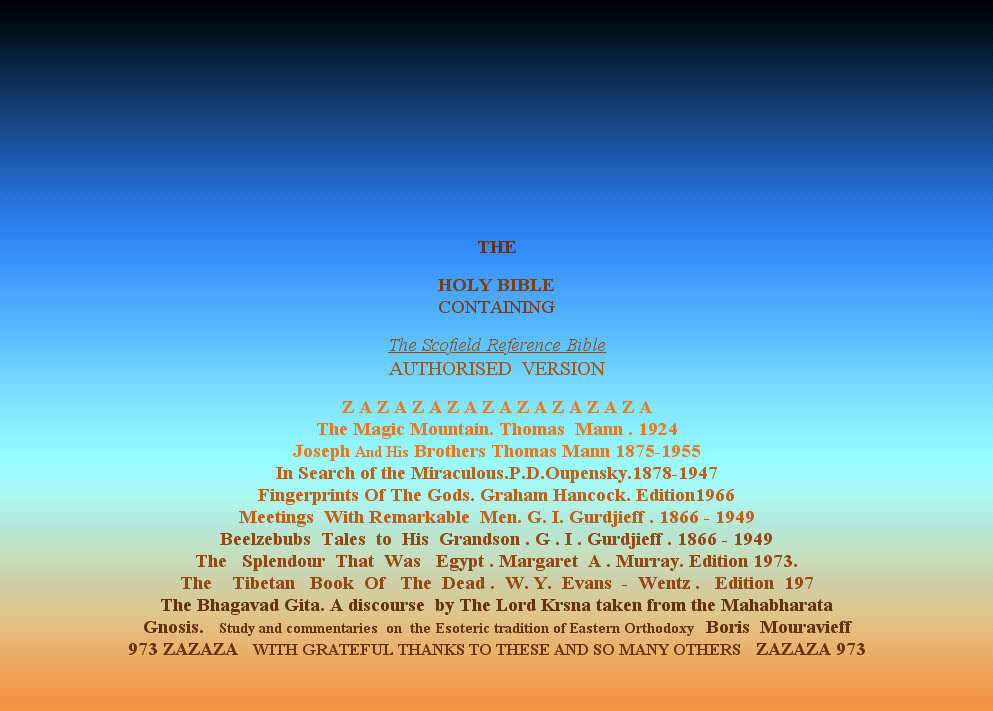 THE
HOLY BIBLE
CONTAINING
The Scofield Reference Bible
AUTHORISED VERSION
Z A Z A Z A Z A Z A Z A Z A Z A Z A
The Magic Mountain. Thomas Mann . 1924
Joseph And His Brothers Thomas Mann 1875-1955
In Search of the Miraculous.P.D.Oupensky.1878-1947
Fingerprints Of The Gods. Graham Hancock. Edition1966
Meetings With Remarkable Men. G. I. Gurdjieff . 1866 - 1949
Beelzebubs Tales to His Grandson . G . I . Gurdjieff . 1866 - 1949
The Splendour That Was Egypt . Margaret A . Murray. Edition 1973.
The Tibetan Book Of The Dead . W. Y. Evans - Wentz . Edition 197
The Bhagavad Gita. A discourse by The Lord Krsna taken from the Mahabharata
Gnosis. Study and commentaries on the Esoteric tradition of Eastern Orthodoxy Boris Mouravieff
973 ZAZAZA WITH GRATEFUL THANKS TO THESE AND SO MANY OTHERS ZAZAZA 973